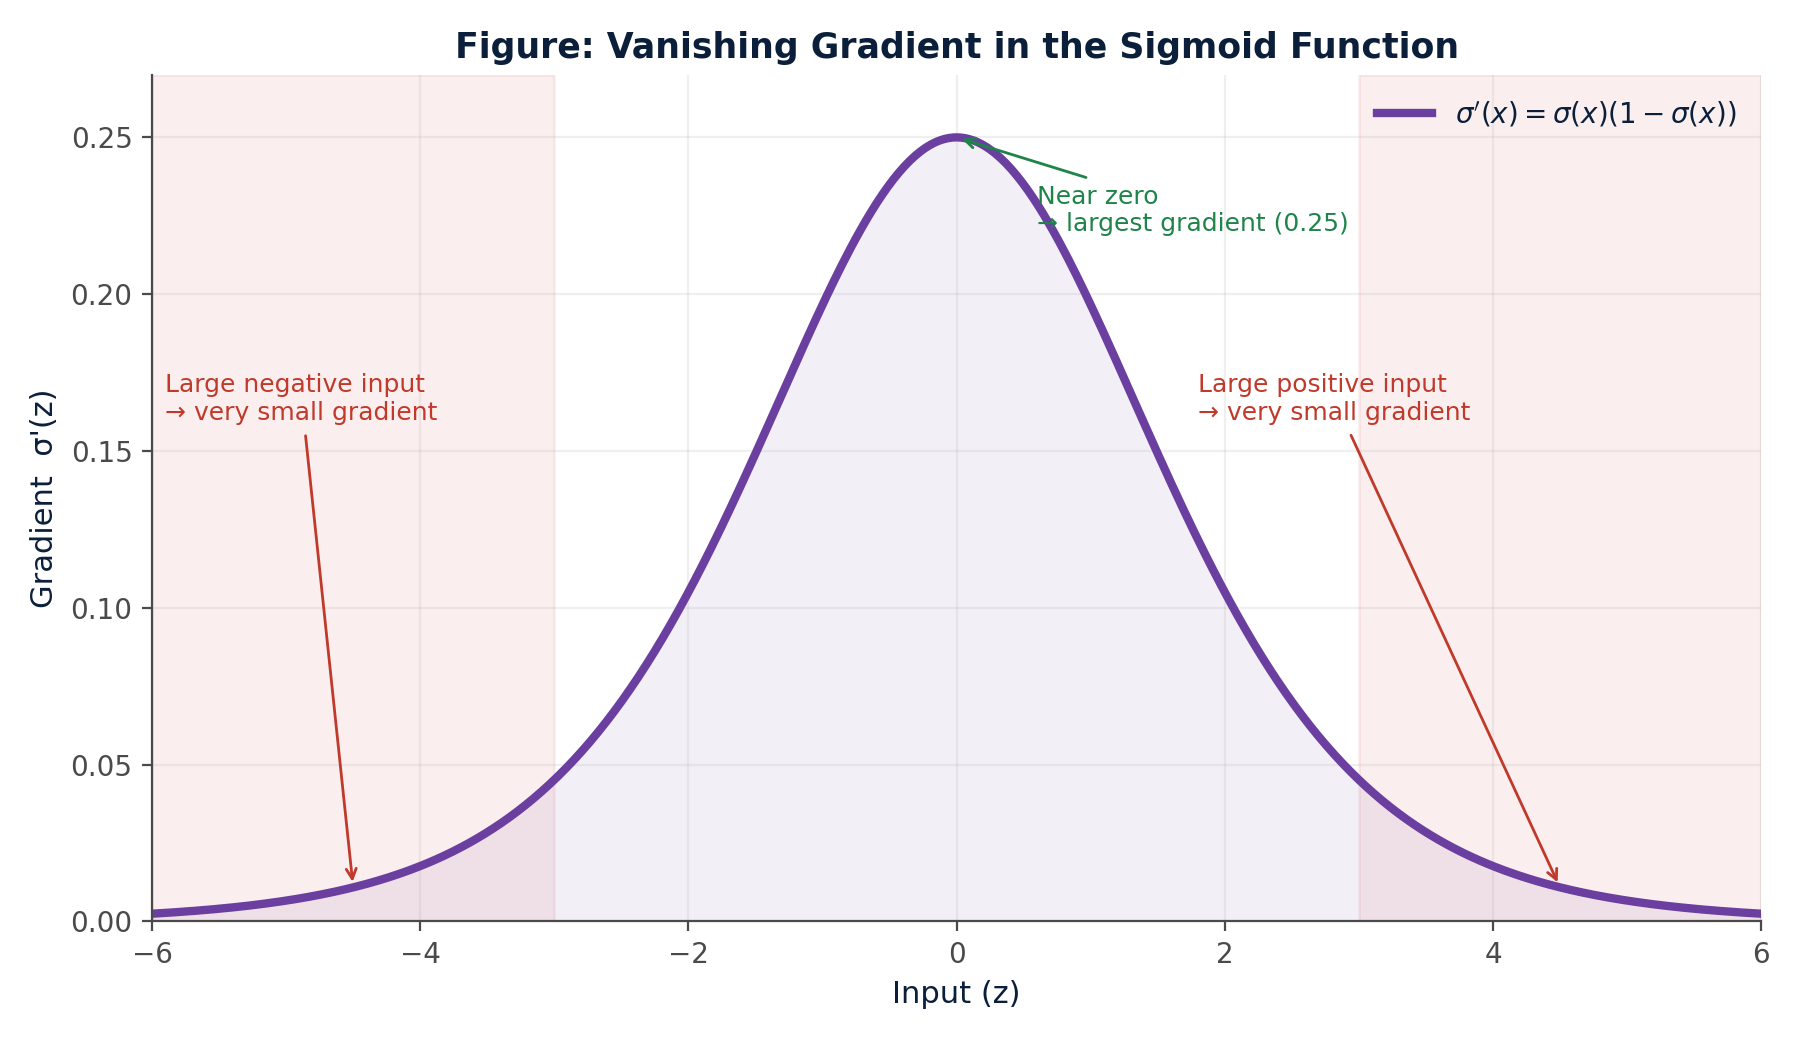 Figure: Vanishing Gradient in the Sigmoid Function
σ′(x) = σ(x)(1 − σ(x))
Near zero
→ largest gradient (0.25)
Large negative input
→ very small gradient
Large positive input
→ very small gradient
Gradient σ'(z)
0.25
0.20
0.15
0.10
0.05
0.00
−6
−4
−2
0
2
4
6
Input (z)